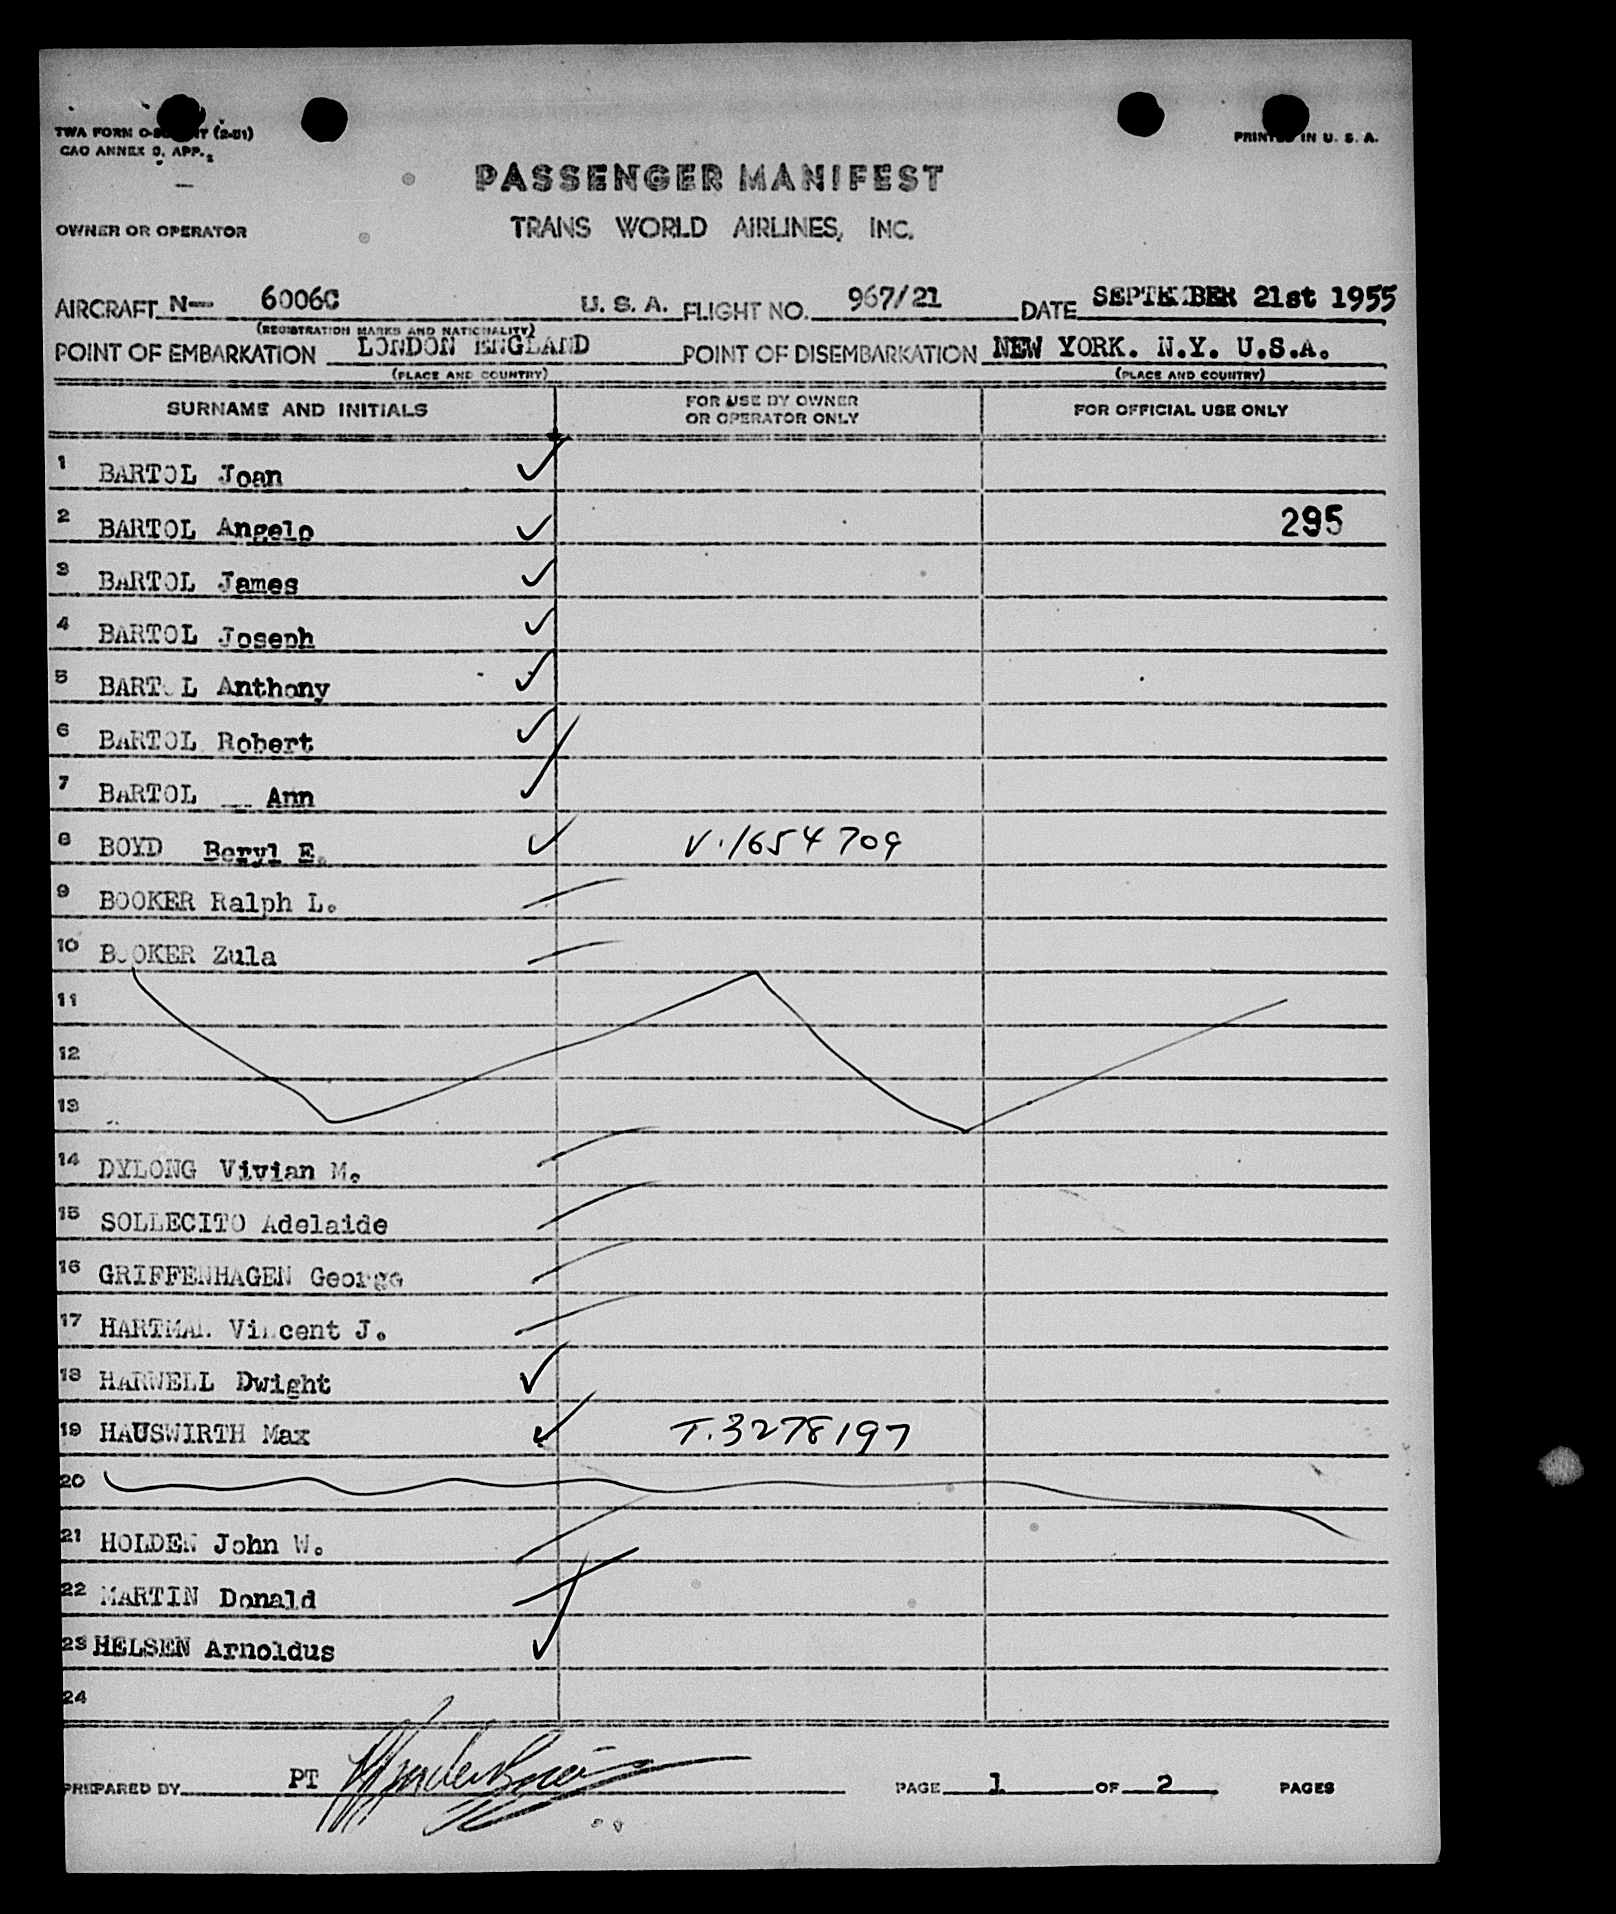 TWA FORM (2-51)
PRINTED IN U. S. A.
CAO ANNEX 9, APP. 2
PASSENGER MANIFEST
OWNER OR OPERATOR TRANS WORLD AIRLINES, INC.
AIRCRAFT N— 6006C U. S. A. FLIGHT NO. 967/21 DATE SEPTEMBER 21st 1955
(REGISTRATION MARKS AND NATIONALITY)
POINT OF EMBARKATION LONDON ENGLAND POINT OF DISEMBARKATION NEW YORK. N.Y. U.S.A.
(PLACE AND COUNTRY) (PLACE AND COUNTRY)
SURNAME AND INITIALS FOR USE BY OWNER OR OPERATOR ONLY FOR OFFICIAL USE ONLY
1 BARTOL Joan
2 BARTOL Angelo 295
3 BARTOL James
4 BARTOL Joseph
5 BARTOL Anthony
6 BARTOL Robert
7 BARTOL Ann
8 BOYD Beryl E. V.1654709
9 BOOKER Ralph L.
10 BOOKER Zula
11
12
13
14 DYLONG Vivian M.
15 SOLLECITO Adelaide
16 GRIFFENHAGEN George
17 HARTMAN Vincent J.
18 HARWELL Dwight
19 HAUSWIRTH Max T.3278197
20
21 HOLDEN John W.
22 MARTIN Donald
23 HELSEN Arnoldus
24
PREPARED BY PT PAGE 1 OF 2 PAGES